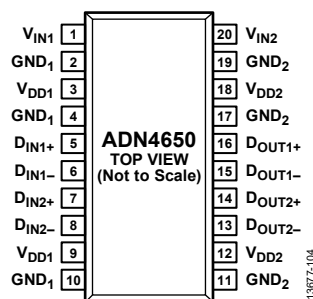 VIN1 1 20 VIN2
GND1 2 19 GND2
VDD1 3 18 VDD2
GND1 4 17 GND2
DIN1+ 5 16 DOUT1+
DIN1– 6 15 DOUT1–
DIN2+ 7 14 DOUT2+
DIN2– 8 13 DOUT2–
VDD1 9 12 VDD2
GND1 10 11 GND2
ADN4650
TOP VIEW
(Not to Scale)
13677-104